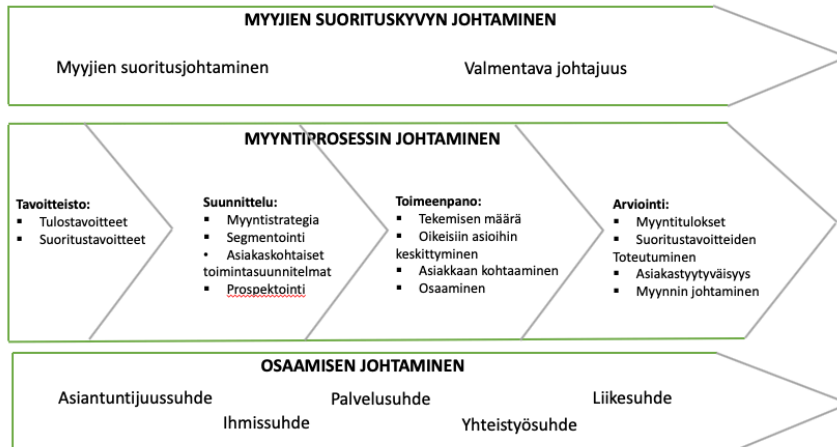 MYYJIEN SUORITUSKYVYN JOHTAMINEN
Myyjien suoritusjohtaminen
Valmentava johtajuus
MYYNTIPROSESSIN JOHTAMINEN
Tavoitteisto:
▪ Tulostavoitteet
▪ Suoritustavoitteet
Suunnittelu:
▪ Myyntistrategia
▪ Segmentointi
• Asiakaskohtaiset
toimintasuunnitelmat
▪ Prospektointi
Toimeenpano:
▪ Tekemisen määrä
▪ Oikeisiin asioihin
keskittyminen
▪ Asiakkaan kohtaaminen
▪ Osaaminen
Arviointi:
▪ Myyntitulokset
▪ Suoritustavoitteiden
Toteutuminen
▪ Asiakastyytyväisyys
▪ Myynnin johtaminen
OSAAMISEN JOHTAMINEN
Asiantuntijuussuhde
Ihmissuhde
Palvelusuhde
Yhteistyösuhde
Liikesuhde